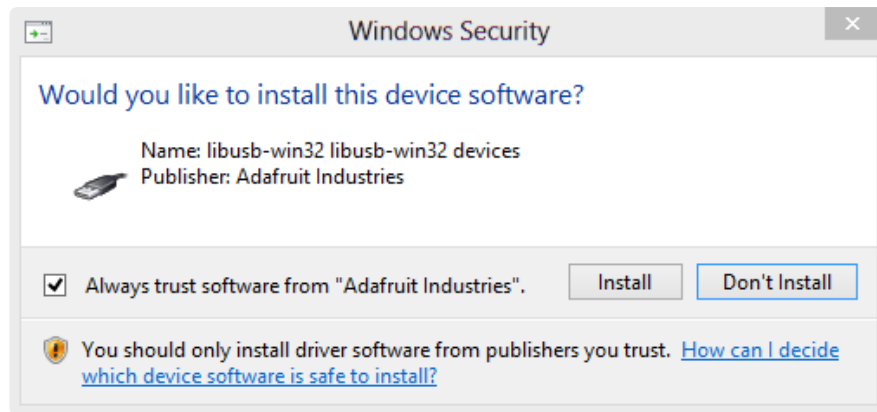 Windows Security
Would you like to install this device software?
Name: libusb-win32 libusb-win32 devices
Publisher: Adafruit Industries
Always trust software from "Adafruit Industries".
Install
Don't Install
You should only install driver software from publishers you trust. How can I decide
which device software is safe to install?